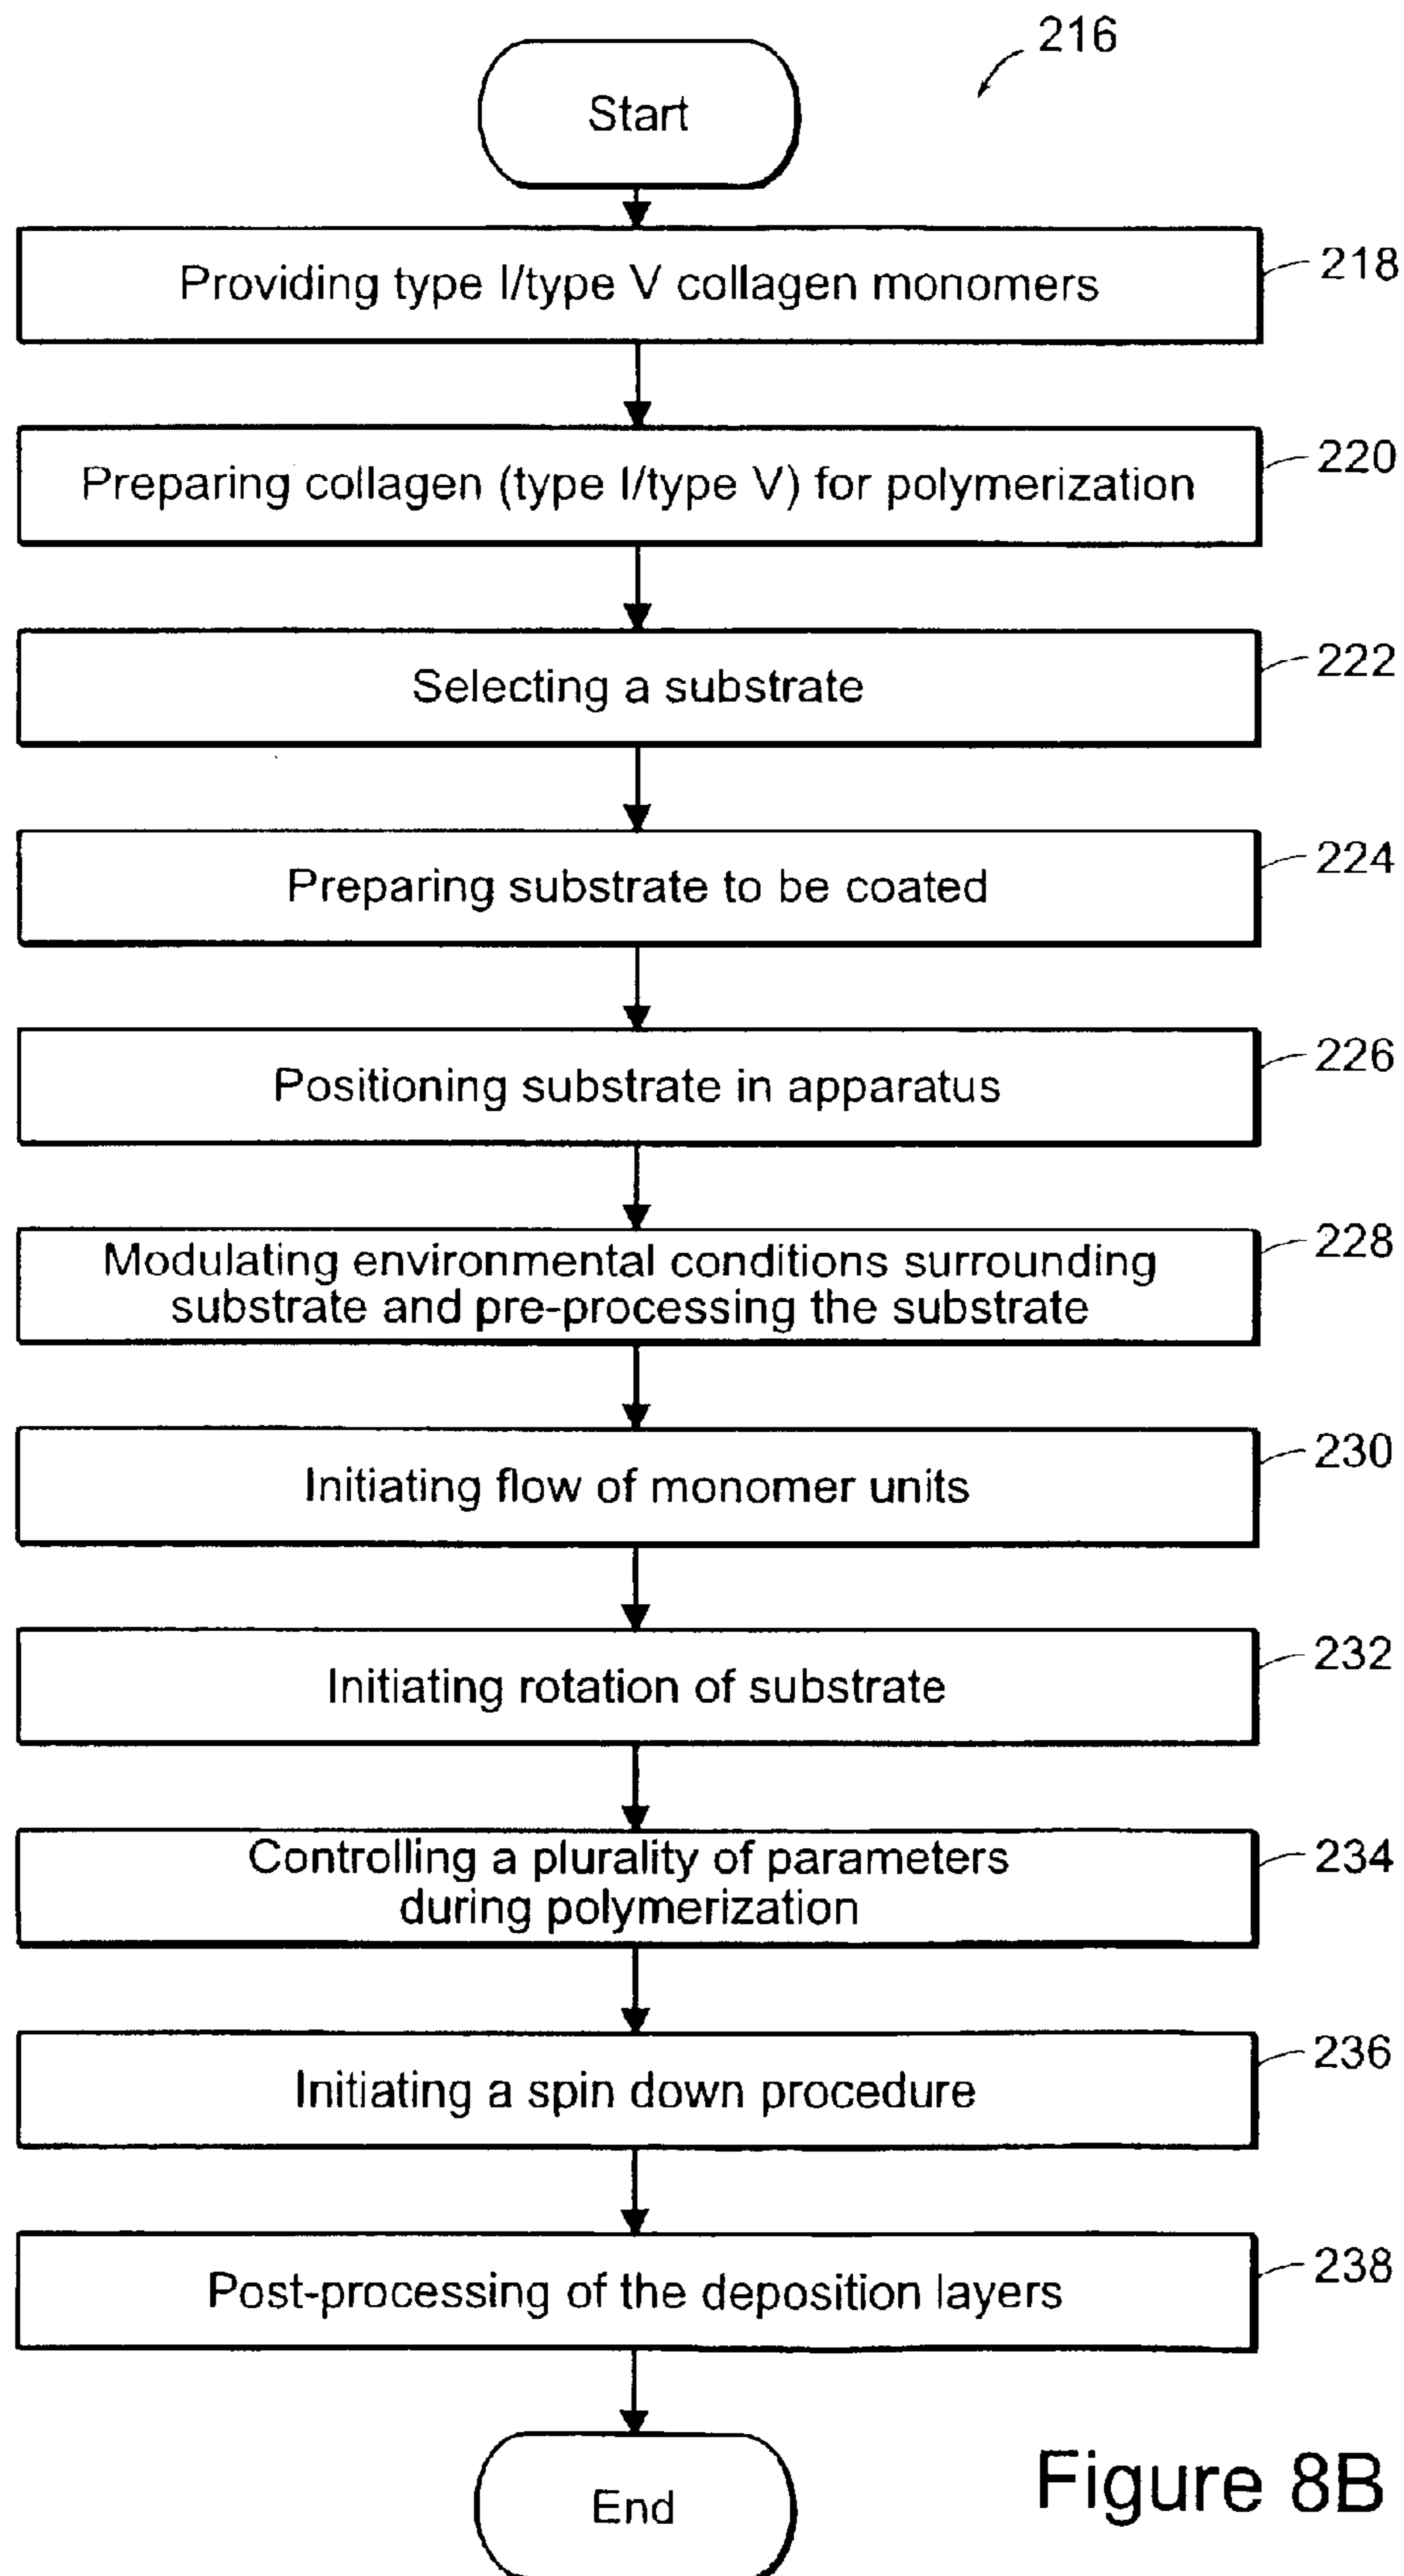 216
Start
Providing type I/type V collagen monomers
218
Preparing collagen (type I/type V) for polymerization
220
Selecting a substrate
222
Preparing substrate to be coated
224
Positioning substrate in apparatus
226
Modulating environmental conditions surrounding
substrate and pre-processing the substrate
228
Initiating flow of monomer units
230
Initiating rotation of substrate
232
Controlling a plurality of parameters
during polymerization
234
Initiating a spin down procedure
236
Post-processing of the deposition layers
238
End
Figure 8B